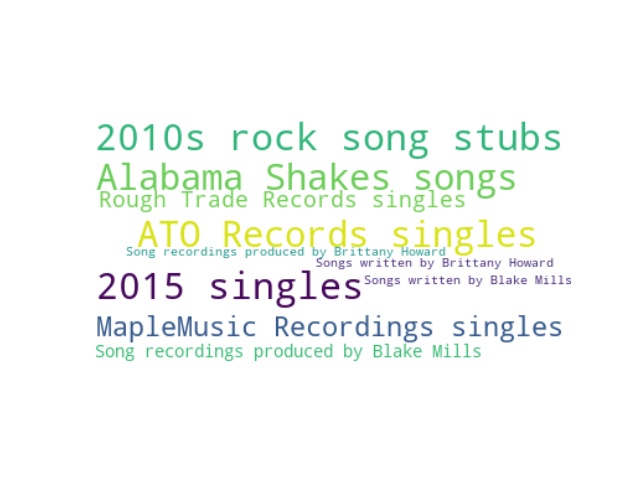 2010s rock song stubs
Alabama Shakes songs
Rough Trade Records singles
ATO Records singles
Song recordings produced by Brittany Howard
Songs written by Brittany Howard
2015 singles
Songs written by Blake Mills
MapleMusic Recordings singles
Song recordings produced by Blake Mills